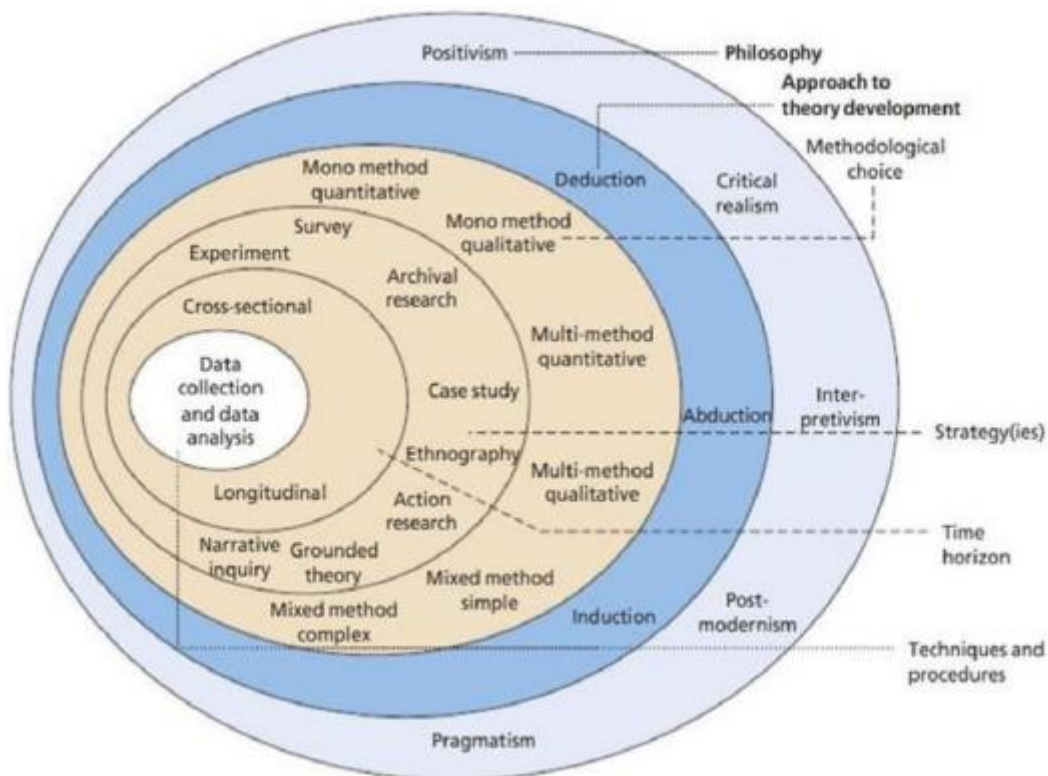 Positivism
Philosophy
Approach to
theory development
Methodological
choice
Mono method
quantitative
Deduction
Critical
realism
Survey
Mono method
qualitative
Experiment
Archival
research
Cross-sectional
Multi-method
quantitative
Data
collection
and data
analysis
Case study
Abduction
Inter-
pretivism
Strategy(ies)
Ethnography
Multi-method
qualitative
Longitudinal
Action
research
Time
horizon
Narrative
inquiry
Grounded
theory
Mixed method
simple
Mixed method
complex
Induction
Post-
modernism
Techniques and
procedures
Pragmatism